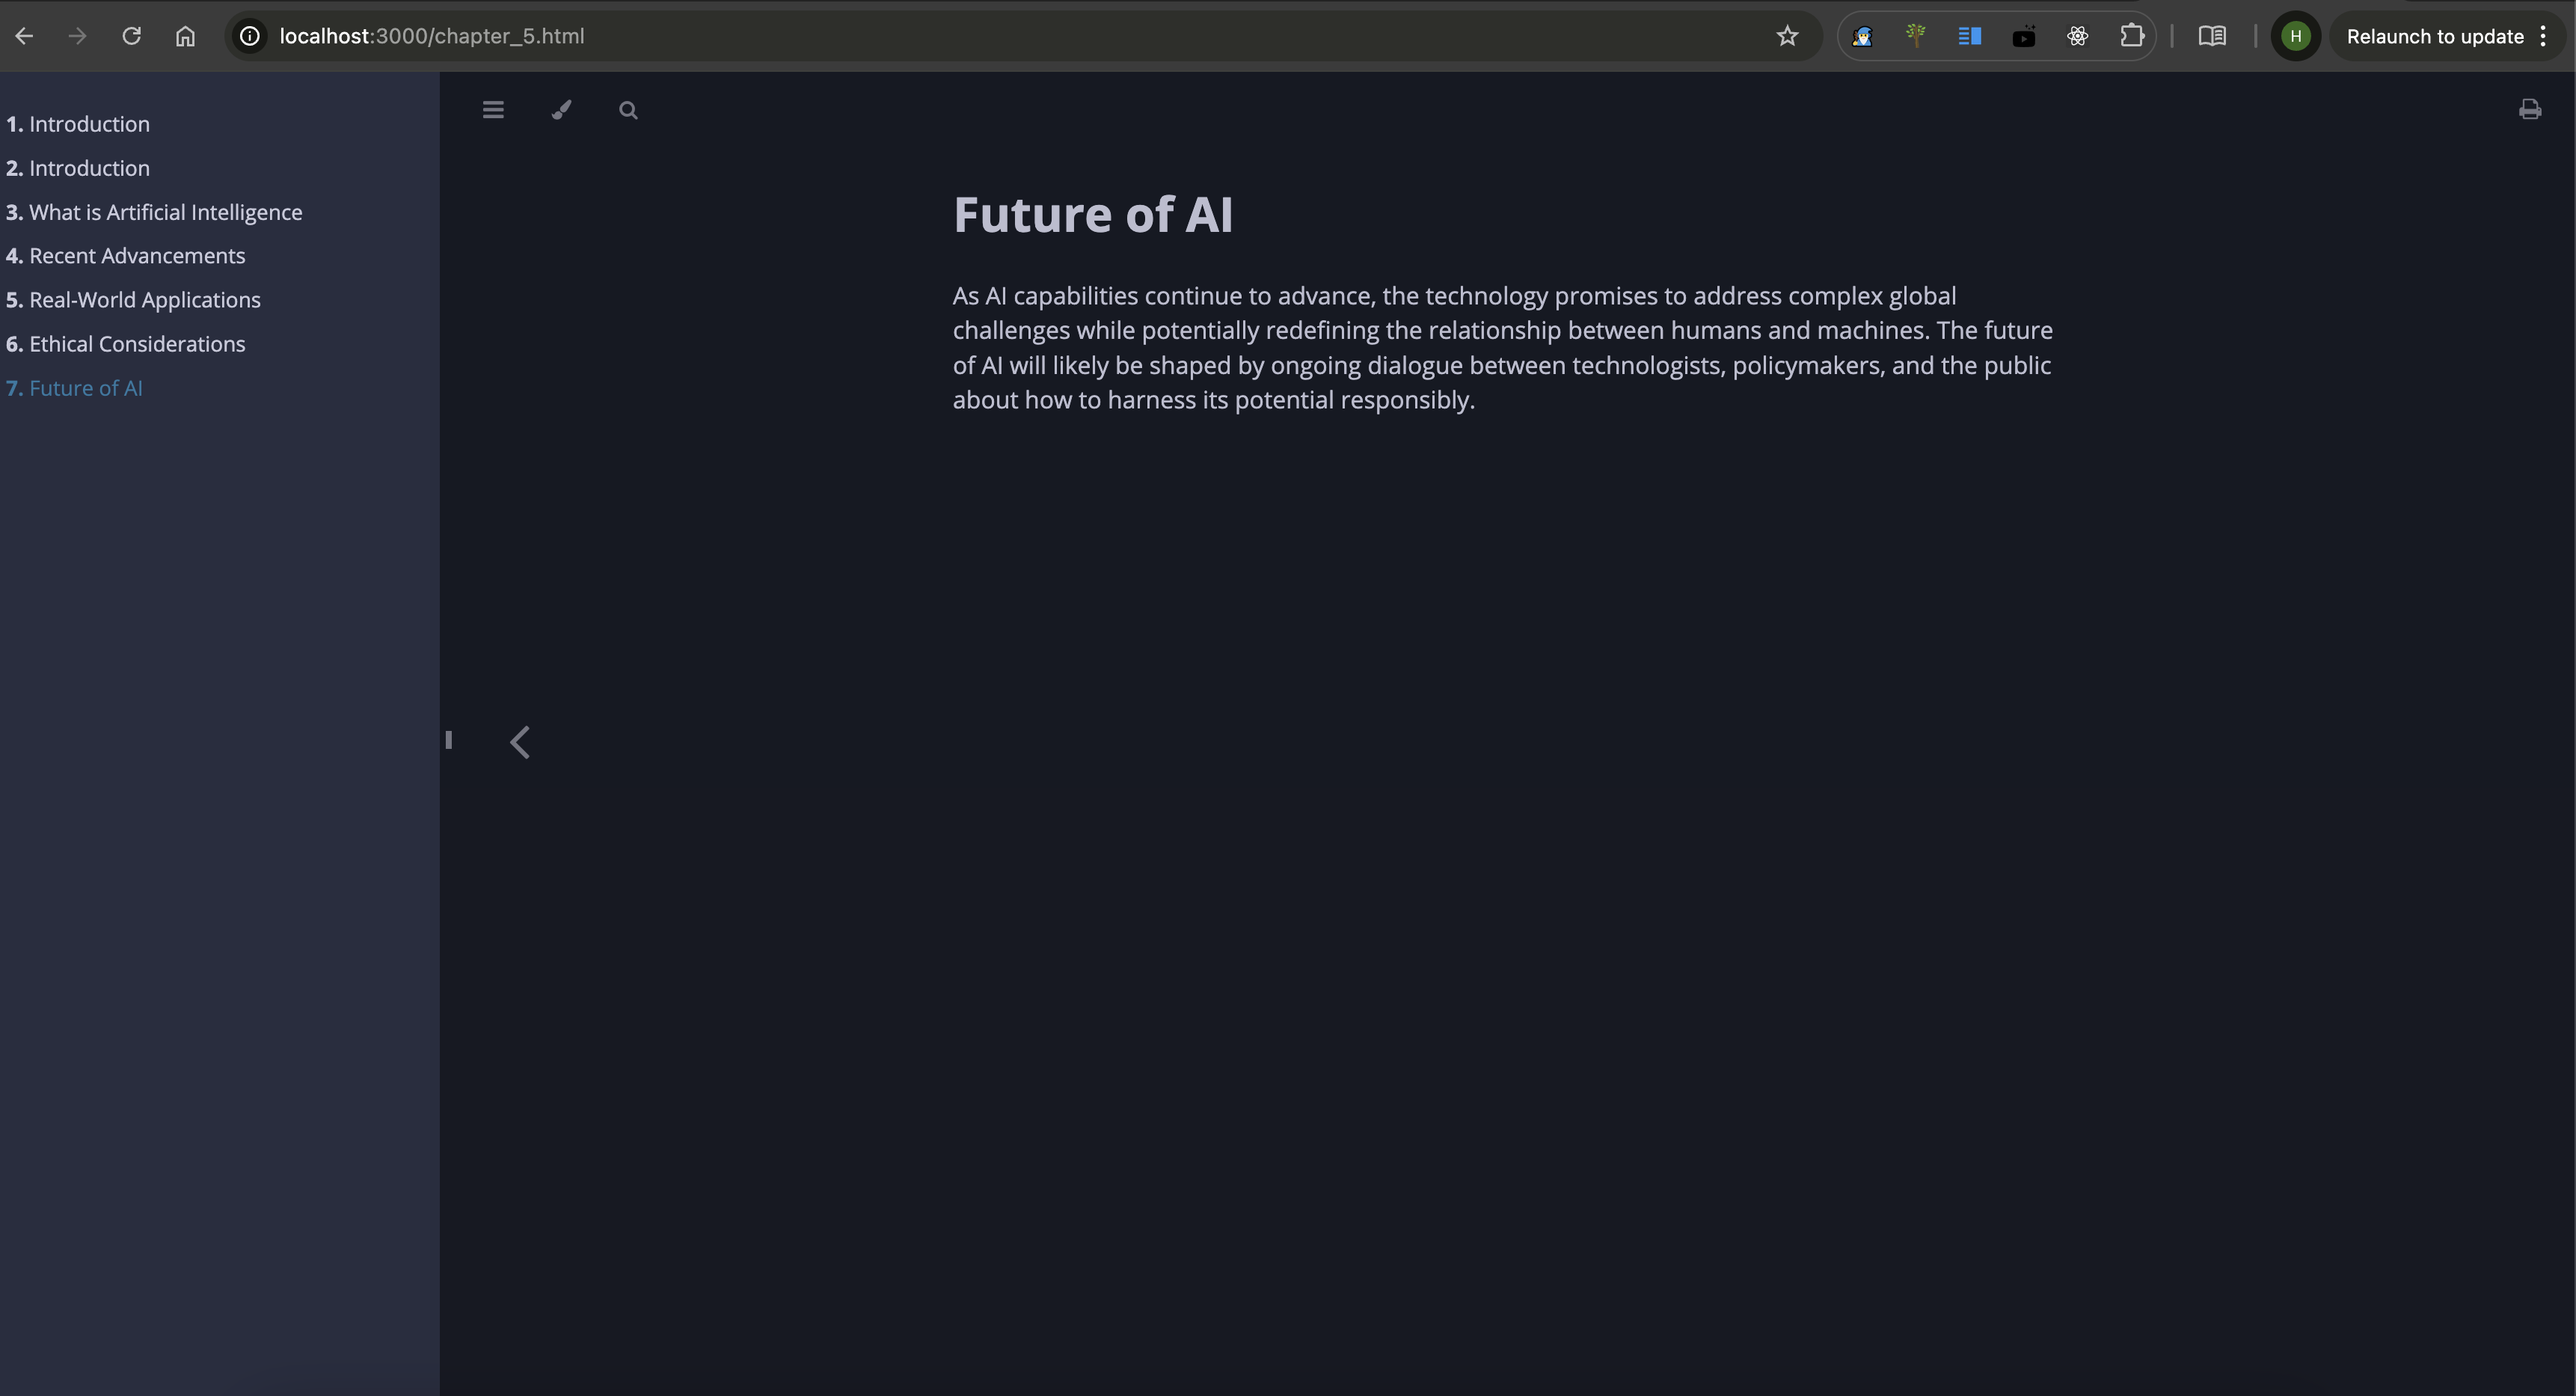 localhost:3000/chapter_5.html
H
Relaunch to update
1. Introduction
2. Introduction
3. What is Artificial Intelligence
4. Recent Advancements
5. Real-World Applications
6. Ethical Considerations
7. Future of AI
Future of AI
As AI capabilities continue to advance, the technology promises to address complex global
challenges while potentially redefining the relationship between humans and machines. The future
of AI will likely be shaped by ongoing dialogue between technologists, policymakers, and the public
about how to harness its potential responsibly.